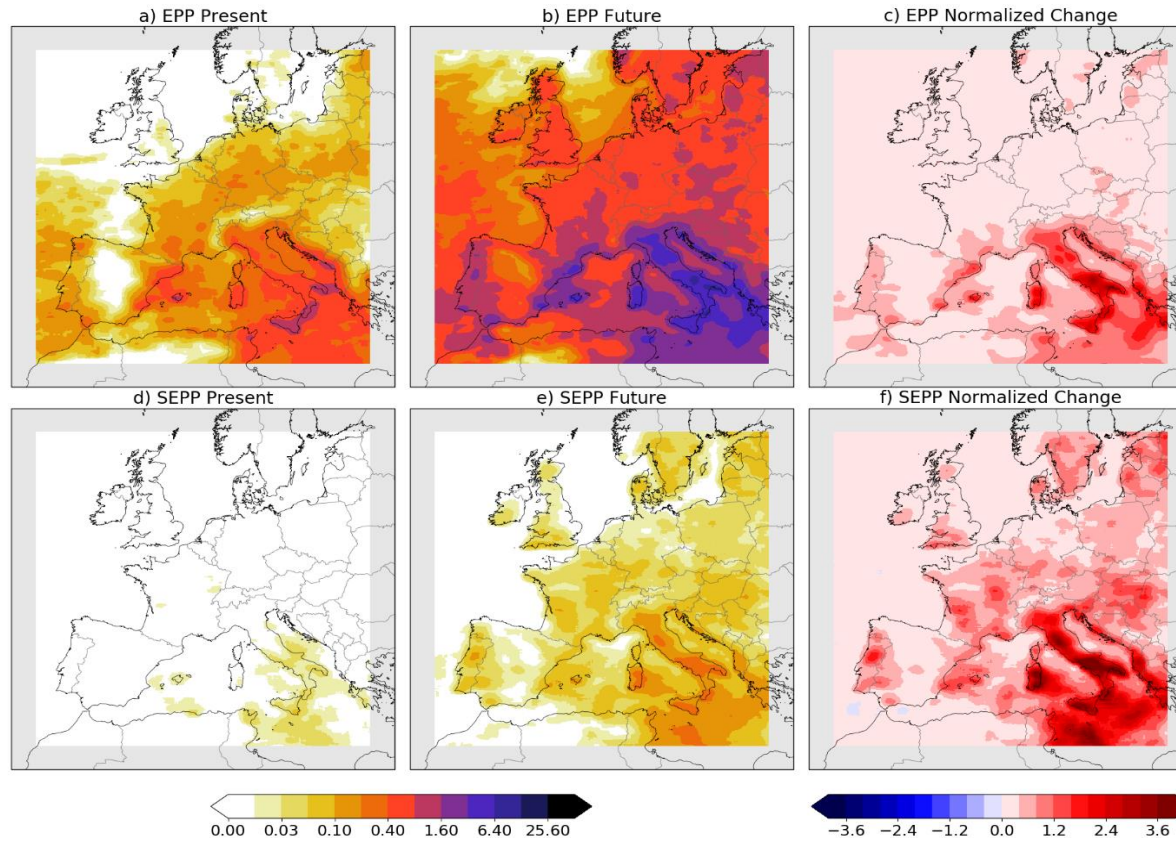 a) EPP Present
b) EPP Future
c) EPP Normalized Change
d) SEPP Present
e) SEPP Future
f) SEPP Normalized Change
0.00 0.03 0.10 0.40 1.60 6.40 25.60
−3.6 −2.4 −1.2 0.0 1.2 2.4 3.6